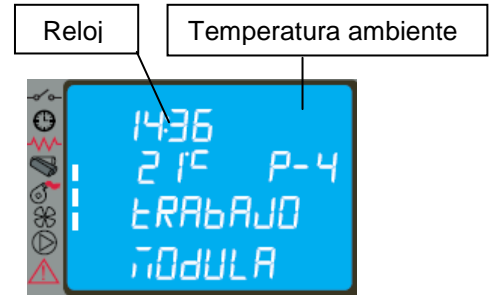 Reloj
Temperatura ambiente
14:36
21°C P-4
tRAbAJO
MOdULA